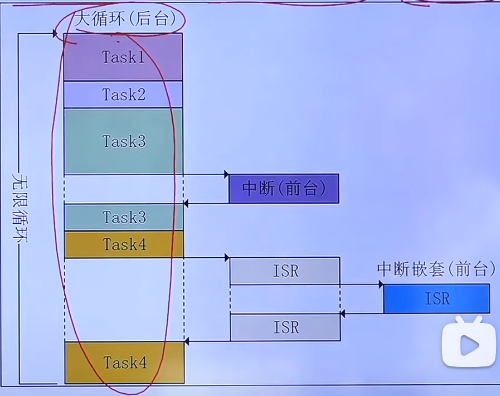 大循环(后台)
Task1
Task2
Task3
中断(前台)
Task3
Task4
ISR
中断嵌套(前台)
ISR
ISR
Task4
无限循环